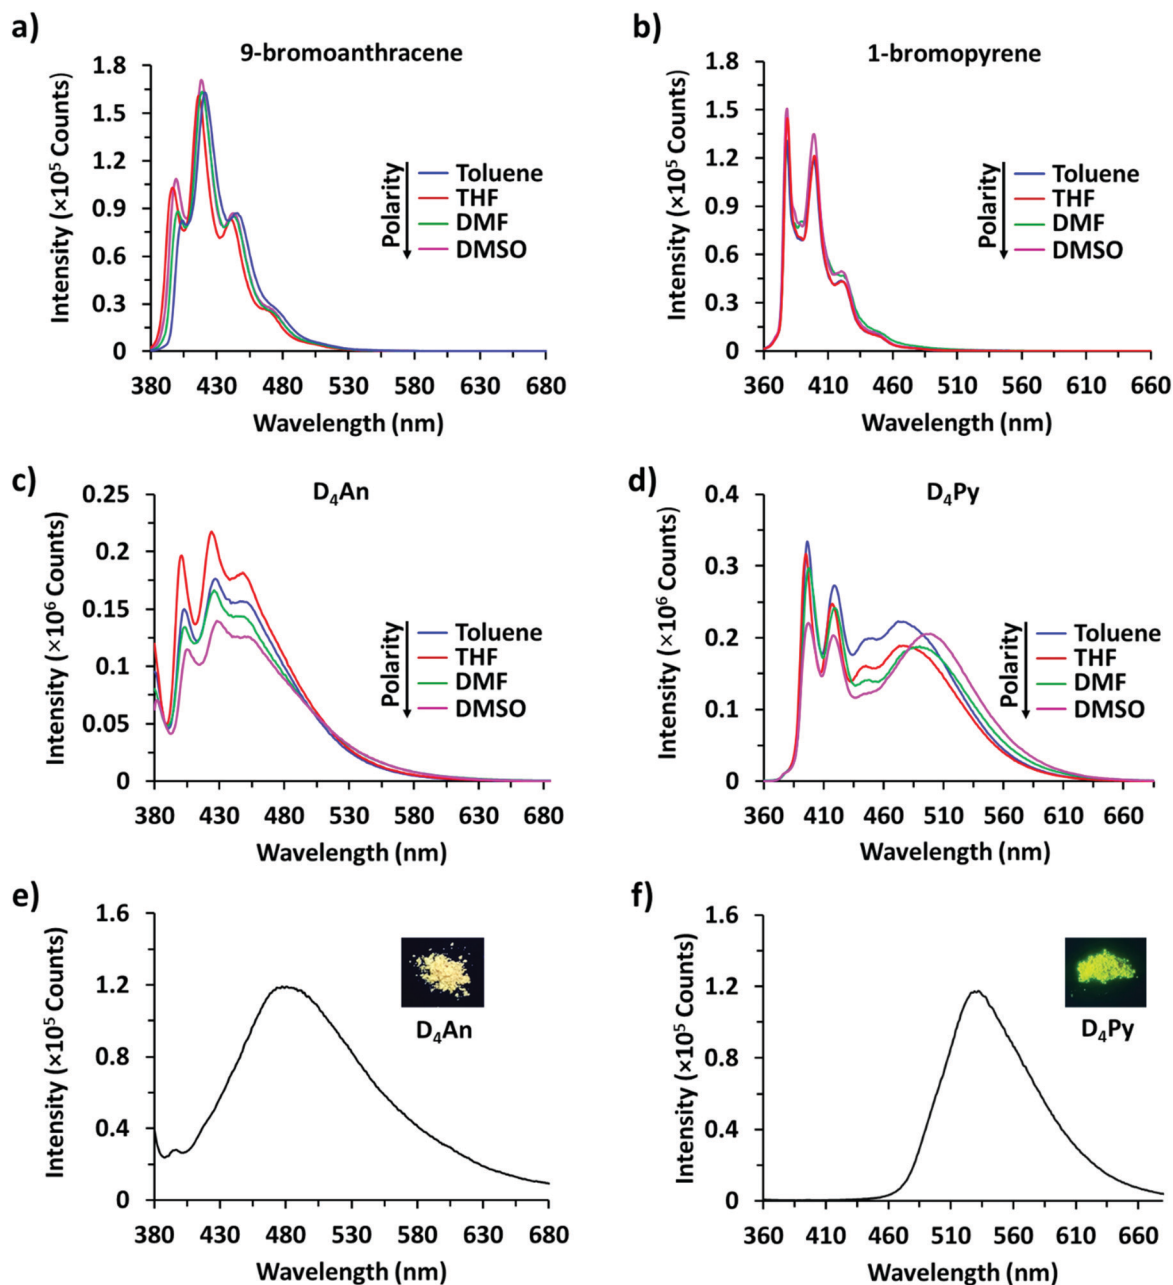 a)
9-bromoanthracene
Intensity (×10⁵ Counts)
1.8
1.5
1.2
0.9
0.6
0.3
0
380 430 480 530 580 630 680
Wavelength (nm)
Polarity
Toluene
THF
DMF
DMSO
b)
1-bromopyrene
Intensity (×10⁵ Counts)
1.8
1.5
1.2
0.9
0.6
0.3
0
360 410 460 510 560 610 660
Wavelength (nm)
Polarity
Toluene
THF
DMF
DMSO
c)
D₄An
Intensity (×10⁶ Counts)
0.25
0.2
0.15
0.1
0.05
0
380 430 480 530 580 630 680
Wavelength (nm)
Polarity
Toluene
THF
DMF
DMSO
d)
D₄Py
Intensity (×10⁶ Counts)
0.4
0.3
0.2
0.1
0
360 410 460 510 560 610 660
Wavelength (nm)
Polarity
Toluene
THF
DMF
DMSO
e)
Intensity (×10⁵ Counts)
1.6
1.2
0.8
0.4
0
380 430 480 530 580 630 680
Wavelength (nm)
D₄An
f)
Intensity (×10⁵ Counts)
1.6
1.2
0.8
0.4
0
360 410 460 510 560 610 660
Wavelength (nm)
D₄Py